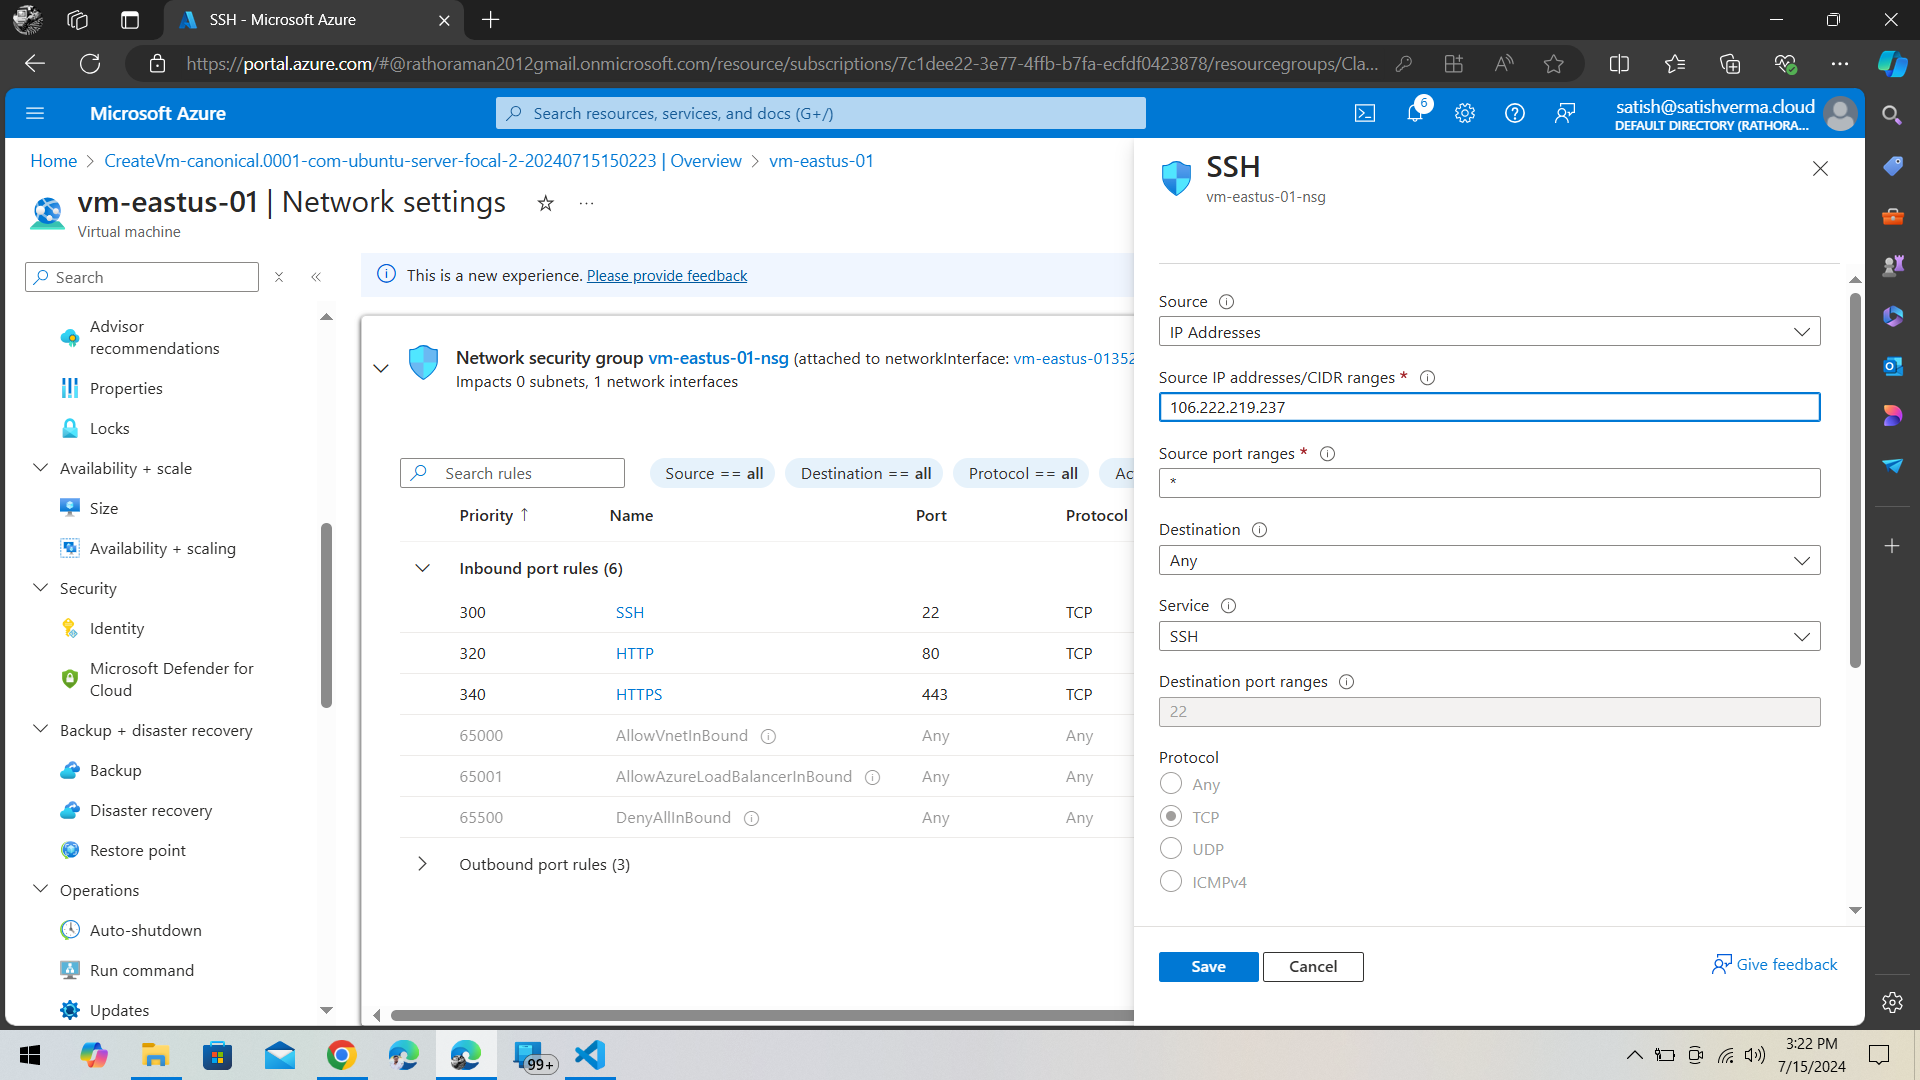 SSH - Microsoft Azure
https://portal.azure.com/#@rathoraman2012gmail.onmicrosoft.com/resource/subscriptions/7c1dee22-3e77-4ffb-b7fa-ecfdf0423878/resourcegroups/Cla...
Microsoft Azure
Search resources, services, and docs (G+/)
6
satish@satishverma.cloud
DEFAULT DIRECTORY (RATHORA...
Home > CreateVm-canonical.0001-com-ubuntu-server-focal-2-20240715150223 | Overview > vm-eastus-01
vm-eastus-01 | Network settings
Virtual machine
Search
Advisor
recommendations
Properties
Locks
Availability + scale
Size
Availability + scaling
Security
Identity
Microsoft Defender for
Cloud
Backup + disaster recovery
Backup
Disaster recovery
Restore point
Operations
Auto-shutdown
Run command
Updates
This is a new experience. Please provide feedback
Network security group vm-eastus-01-nsg (attached to networkInterface: vm-eastus-01352
Impacts 0 subnets, 1 network interfaces
Search rules
Source == all
Destination == all
Protocol == all
Ac
Priority ↑ Name Port Protocol
Inbound port rules (6)
300 SSH 22 TCP
320 HTTP 80 TCP
340 HTTPS 443 TCP
65000 AllowVnetInBound Any Any
65001 AllowAzureLoadBalancerInBound Any Any
65500 DenyAllInBound Any Any
Outbound port rules (3)
SSH
vm-eastus-01-nsg
Source
IP Addresses
Source IP addresses/CIDR ranges *
106.222.219.237
Source port ranges *
*
Destination
Any
Service
SSH
Destination port ranges
22
Protocol
Any
TCP
UDP
ICMPv4
Save
Cancel
Give feedback
99+
3:22 PM
7/15/2024